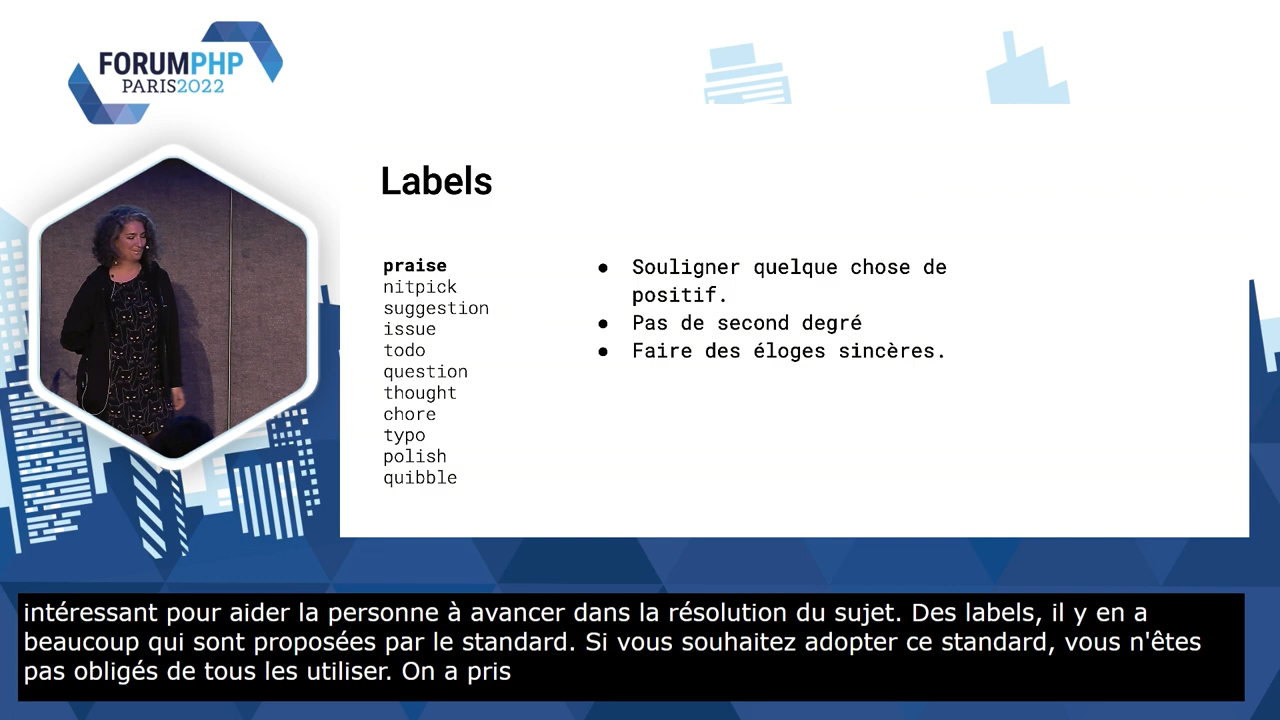 FORUMPHP
PARIS2022
Labels
praise
nitpick
suggestion
issue
todo
question
thought
chore
typo
polish
quibble
● Souligner quelque chose de
positif.
● Pas de second degré
● Faire des éloges sincères.
intéressant pour aider la personne à avancer dans la résolution du sujet. Des labels, il y en a
beaucoup qui sont proposées par le standard. Si vous souhaitez adopter ce standard, vous n'êtes
pas obligés de tous les utiliser. On a pris